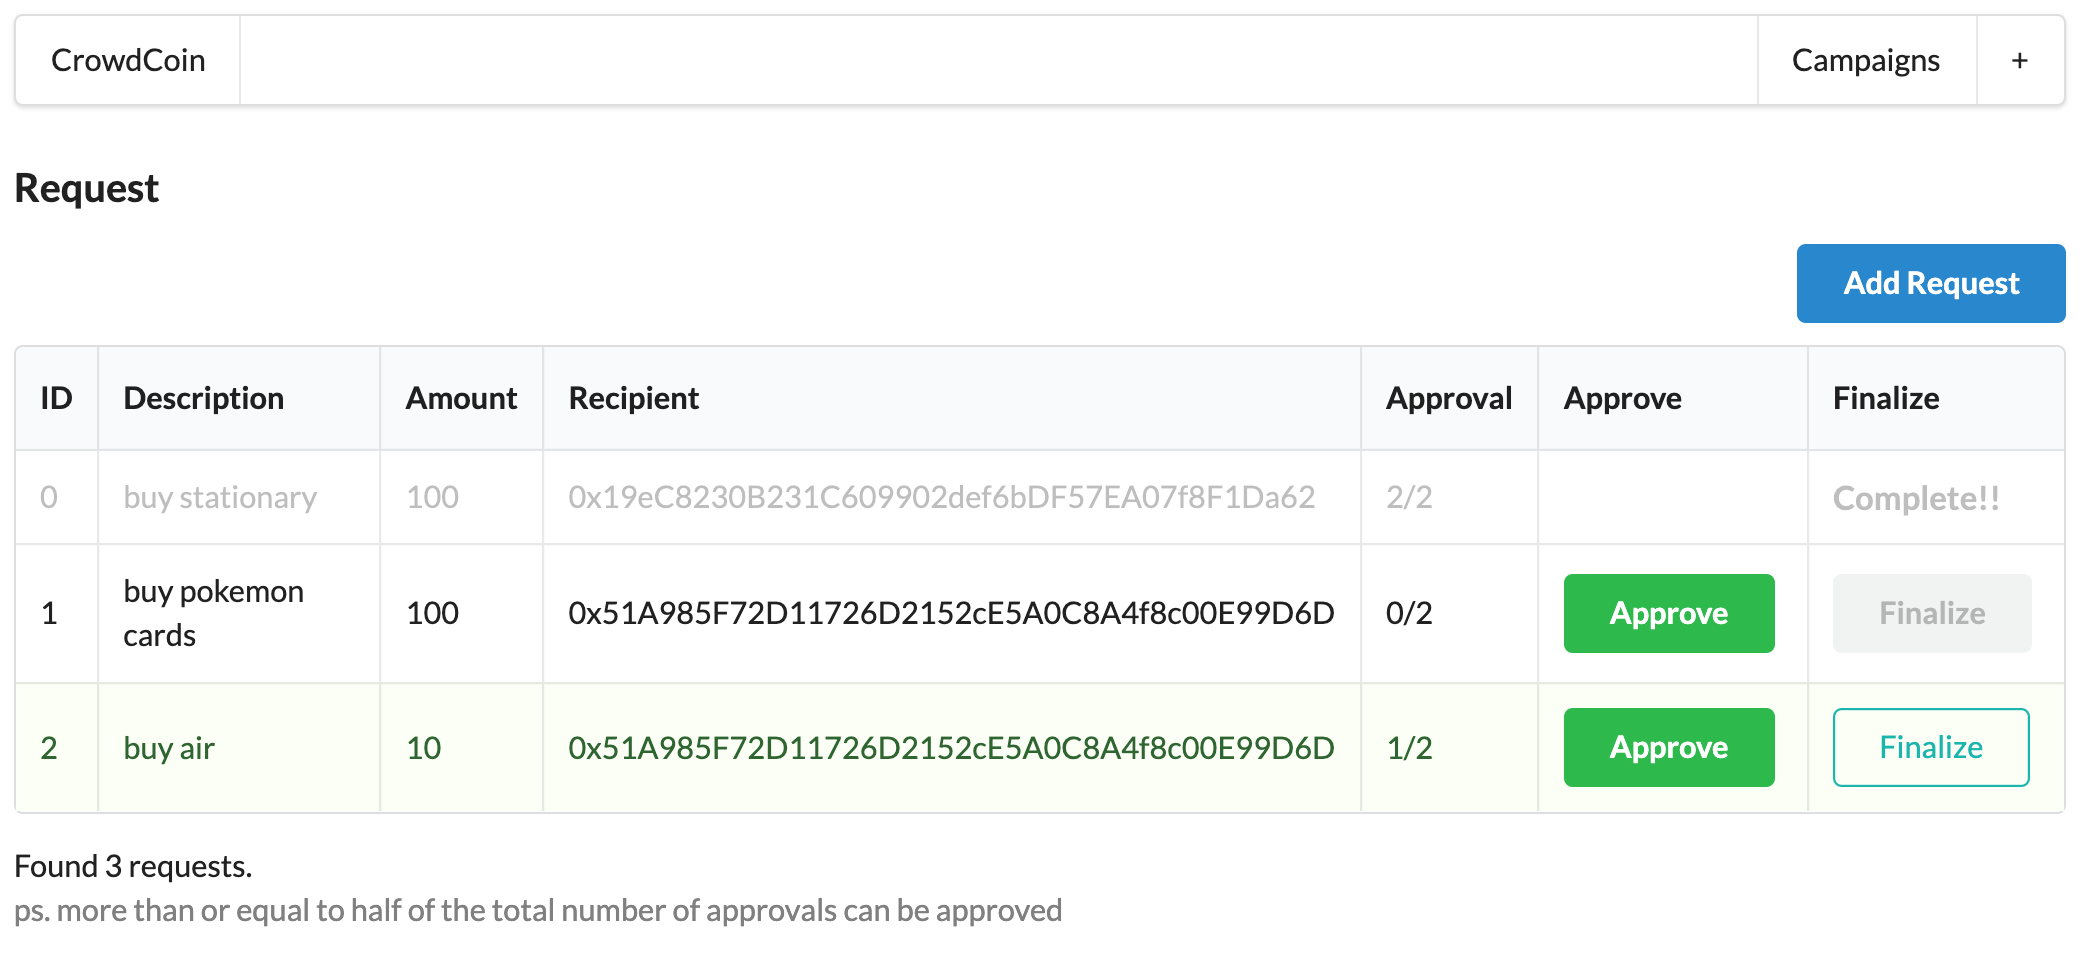 CrowdCoin Campaigns +
Request
Add Request
ID Description Amount Recipient Approval Approve Finalize
0 buy stationary 100 0x19eC8230B231C609902def6bDF57EA07f8F1Da62 2/2 Complete!!
1 buy pokemon cards 100 0x51A985F72D11726D2152cE5A0C8A4f8c00E99D6D 0/2 Approve Finalize
2 buy air 10 0x51A985F72D11726D2152cE5A0C8A4f8c00E99D6D 1/2 Approve Finalize
Found 3 requests.
ps. more than or equal to half of the total number of approvals can be approved